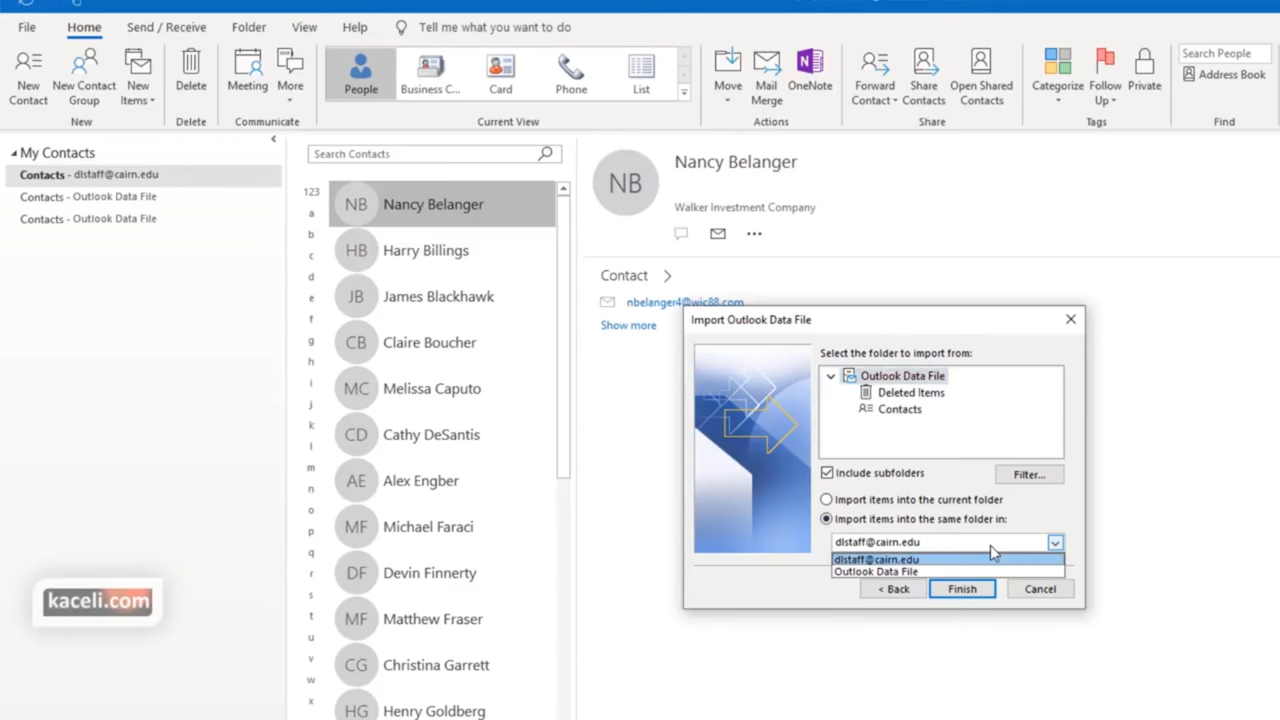 File Home Send / Receive Folder View Help Tell me what you want to do
New Contact
New Contact Group
New Items
New
Delete
Delete
Meeting
More
Communicate
People
Business C...
Card
Phone
List
Current View
Move
Mail Merge
OneNote
Actions
Forward Contact
Share Contacts
Open Shared Contacts
Share
Categorize
Follow Up
Private
Tags
Search People
Address Book
Find
My Contacts
Contacts - dlstaff@cairn.edu
Contacts - Outlook Data File
Contacts - Outlook Data File
kaceli.com
Search Contacts
123
a
b
c
d
e
f
g
h
i
j
k
l
m
n
o
p
q
r
s
t
u
v
w
x
NB Nancy Belanger
HB Harry Billings
JB James Blackhawk
CB Claire Boucher
MC Melissa Caputo
CD Cathy DeSantis
AE Alex Engber
MF Michael Faraci
DF Devin Finnerty
MF Matthew Fraser
CG Christina Garrett
HG Henry Goldberg
NB
Nancy Belanger
Walker Investment Company
Contact
nbelanger4@wic88.com
Show more
Import Outlook Data File
Select the folder to import from:
Outlook Data File
Deleted Items
Contacts
Include subfolders
Filter...
Import items into the current folder
Import items into the same folder in:
dlstaff@cairn.edu
dlstaff@cairn.edu
Outlook Data File
< Back Finish Cancel